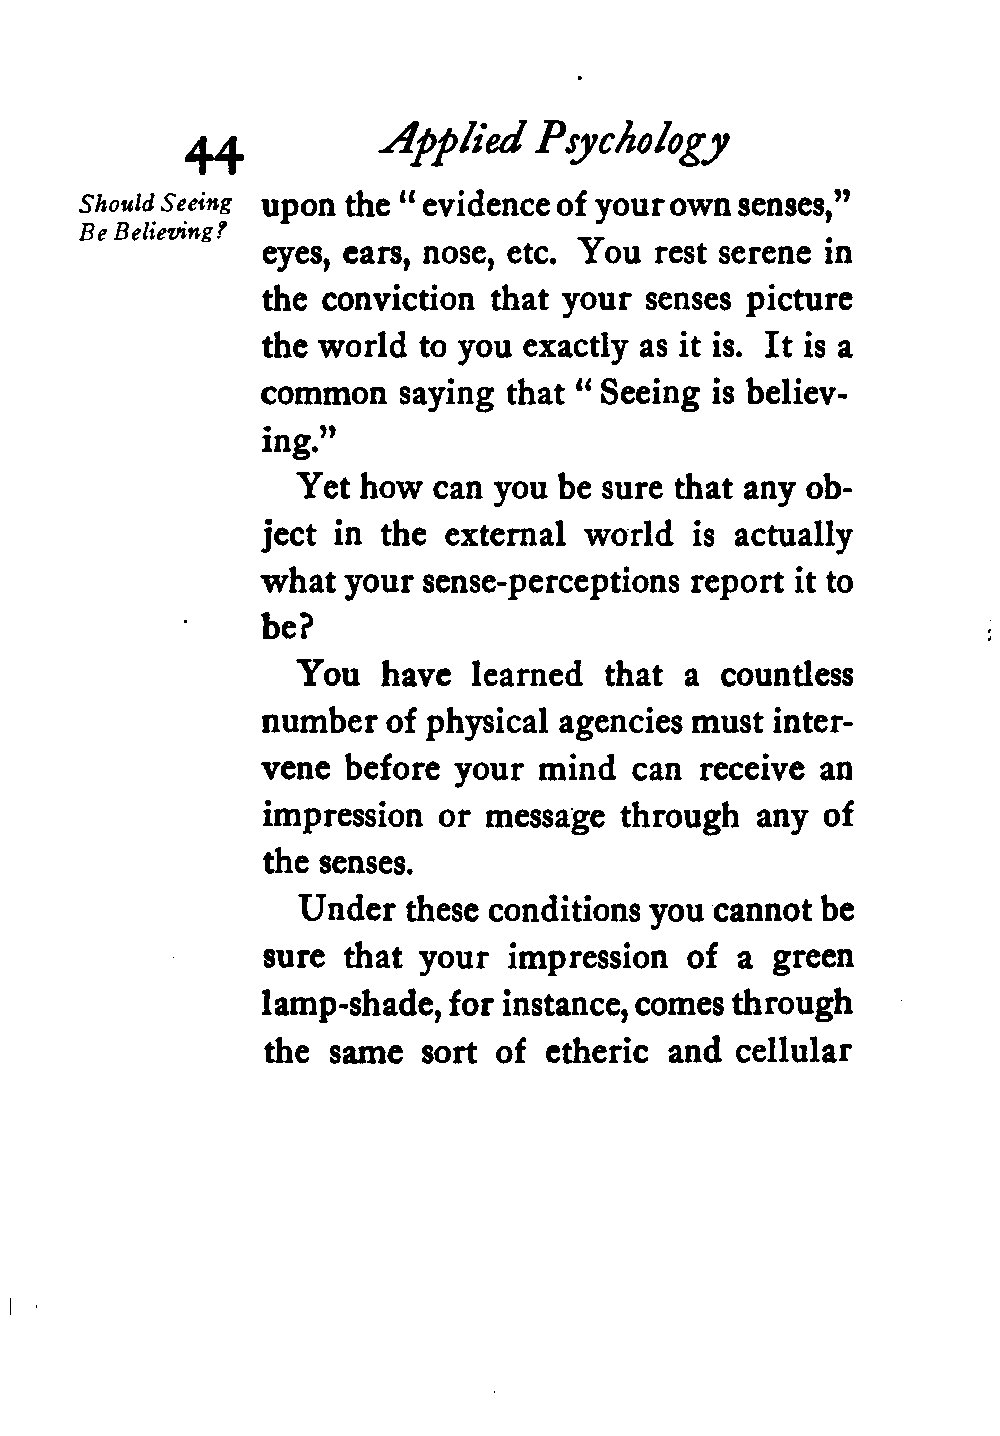 44 Applied Psychology
Should Seeing
Be Believing?
upon the "evidence of your own senses,"
eyes, ears, nose, etc. You rest serene in
the conviction that your senses picture
the world to you exactly as it is. It is a
common saying that "Seeing is believ-
ing."
Yet how can you be sure that any ob-
ject in the external world is actually
what your sense-perceptions report it to
be?
You have learned that a countless
number of physical agencies must inter-
vene before your mind can receive an
impression or message through any of
the senses.
Under these conditions you cannot be
sure that your impression of a green
lamp-shade, for instance, comes through
the same sort of etheric and cellular